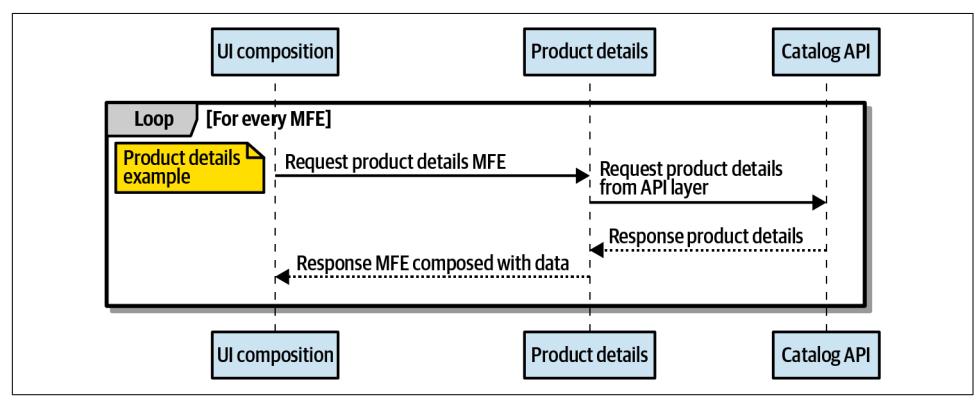 UI composition
Product details
Catalog API
Loop
[For every MFE]
Product details
example
Request product details MFE
Request product details
from API layer
Response product details
Response MFE composed with data
UI composition
Product details
Catalog API